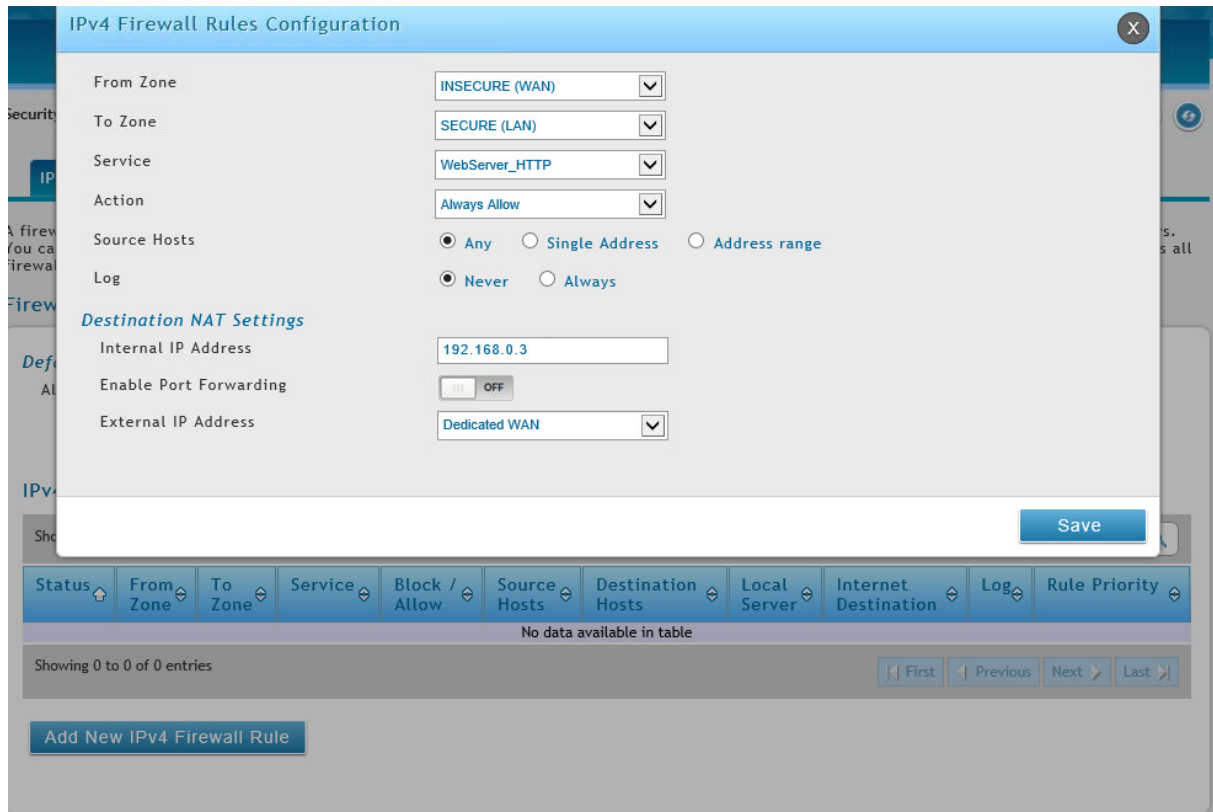 IPv4 Firewall Rules Configuration
X
From Zone INSECURE (WAN)
To Zone SECURE (LAN)
Service WebServer_HTTP
Action Always Allow
Source Hosts Any Single Address Address range
Log Never Always
Destination NAT Settings
Internal IP Address 192.168.0.3
Enable Port Forwarding OFF
External IP Address Dedicated WAN
Save
IP
A
You
all
Status From Zone To Zone Service Block / Allow Source Hosts Destination Hosts Local Server Internet Destination Log Rule Priority
No data available in table
Showing 0 to 0 of 0 entries First Previous Next Last
Add New IPv4 Firewall Rule